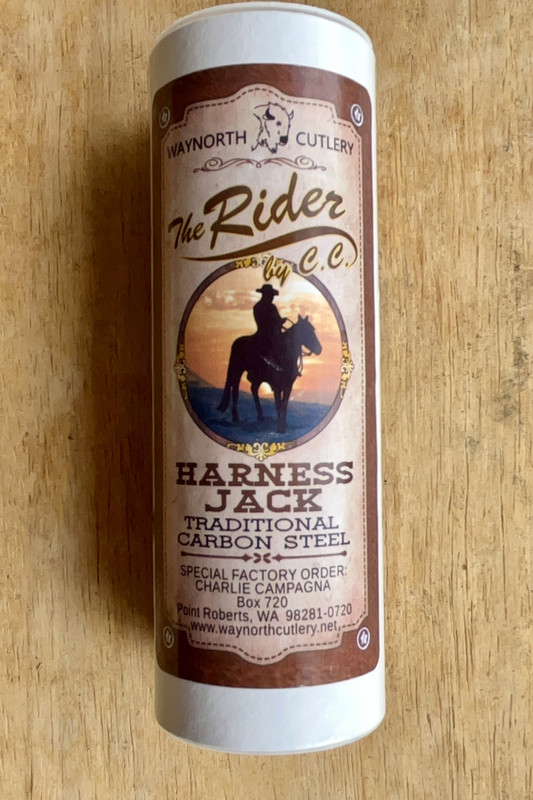 WAYNORTH CUTLERY
The Rider
by C.C.
HARNESS
JACK
TRADITIONAL
CARBON STEEL
SPECIAL FACTORY ORDER:
CHARLIE CAMPAGNA
Box 720
Point Roberts, WA 98281-0720
www.waynorthcutlery.net